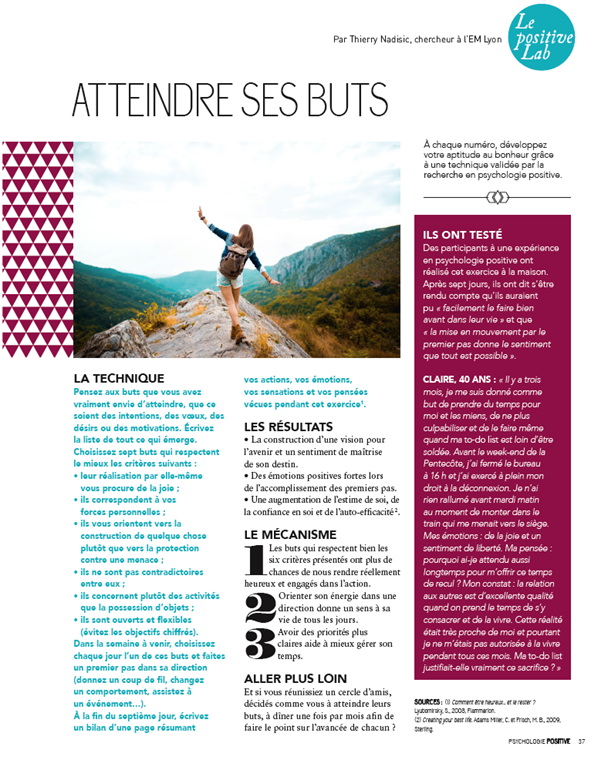 Par Thierry Nadisic, chercheur à l'EM Lyon
Le
positive
Lab
ATTEINDRE SES BUTS
À chaque numéro, développez
votre aptitude au bonheur grâce
à une technique validée par la
recherche en psychologie positive.
LA TECHNIQUE
Pensez aux buts que vous avez
vraiment envie d'atteindre, que ce
soient des intentions, des vœux, des
désirs ou des motivations. Écrivez
la liste de tout ce qui émerge.
Choisissez sept buts qui respectent
le mieux les critères suivants :
• leur réalisation par elle-même
vous procure de la joie ;
• ils correspondent à vos
forces personnelles ;
• ils vous orientent vers la
construction de quelque chose
plutôt que vers la protection
contre une menace ;
• ils ne sont pas contradictoires
entre eux ;
• ils concernent plutôt des activités
que la possession d'objets ;
• ils sont ouverts et flexibles
(évitez les objectifs chiffrés).
Dans la semaine à venir, choisissez
chaque jour l'un de ces buts et faites
un premier pas dans sa direction
(donnez un coup de fil, changez
un comportement, assistez à
un événement…).
À la fin du septième jour, écrivez
un bilan d'une page résumant
vos actions, vos émotions,
vos sensations et vos pensées
vécues pendant cet exercice¹.
LES RÉSULTATS
• La construction d'une vision pour
l'avenir et un sentiment de maîtrise
de son destin.
• Des émotions positives fortes lors
de l'accomplissement des premiers pas.
• Une augmentation de l'estime de soi, de
la confiance en soi et de l'auto-efficacité².
LE MÉCANISME
1 Les buts qui respectent bien les
six critères présentés ont plus de
chances de nous rendre réellement
heureux et engagés dans l'action.
2 Orienter son énergie dans une
direction donne un sens à sa
vie de tous les jours.
3 Avoir des priorités plus
claires aide à mieux gérer son
temps.
ALLER PLUS LOIN
Et si vous réunissiez un cercle d'amis,
décidés comme vous à atteindre leurs
buts, à dîner une fois par mois afin de
faire le point sur l'avancée de chacun ?
ILS ONT TESTÉ
Des participants à une expérience
en psychologie positive ont
réalisé cet exercice à la maison.
Après sept jours, ils ont dit s'être
rendu compte qu'ils auraient
pu « facilement le faire bien
avant dans leur vie » et que
« la mise en mouvement par le
premier pas donne le sentiment
que tout est possible ».
CLAIRE, 40 ANS : « Il y a trois
mois, je me suis donné comme
but de prendre du temps pour
moi et les miens, de ne plus
culpabiliser et de le faire même
quand ma to-do list est loin d'être
soldée. Avant le week-end de la
Pentecôte, j'ai fermé le bureau
à 16 h et j'ai exercé à plein mon
droit à la déconnexion. Je n'ai
rien rallumé avant mardi matin
au moment de monter dans le
train qui me menait vers le siège.
Mes émotions : de la joie et un
sentiment de liberté. Ma pensée :
pourquoi ai-je attendu aussi
longtemps pour m'offrir ce temps
de recul ? Mon constat : la relation
aux autres est d'excellente qualité
quand on prend le temps de s'y
consacrer et de la vivre. Cette réalité
était très proche de moi et pourtant
je ne m'étais pas autorisée à la vivre
pendant tous ces mois. Ma to-do list
justifiait-elle vraiment ce sacrifice ? »
SOURCES : (1) Comment être heureux… et le rester ?
Lyubomirsky, S., 2008, Flammarion.
(2) Creating your best life. Adams Miller, C. et Frisch, M. B., 2009,
Sterling.
PSYCHOLOGIE POSITIVE 37